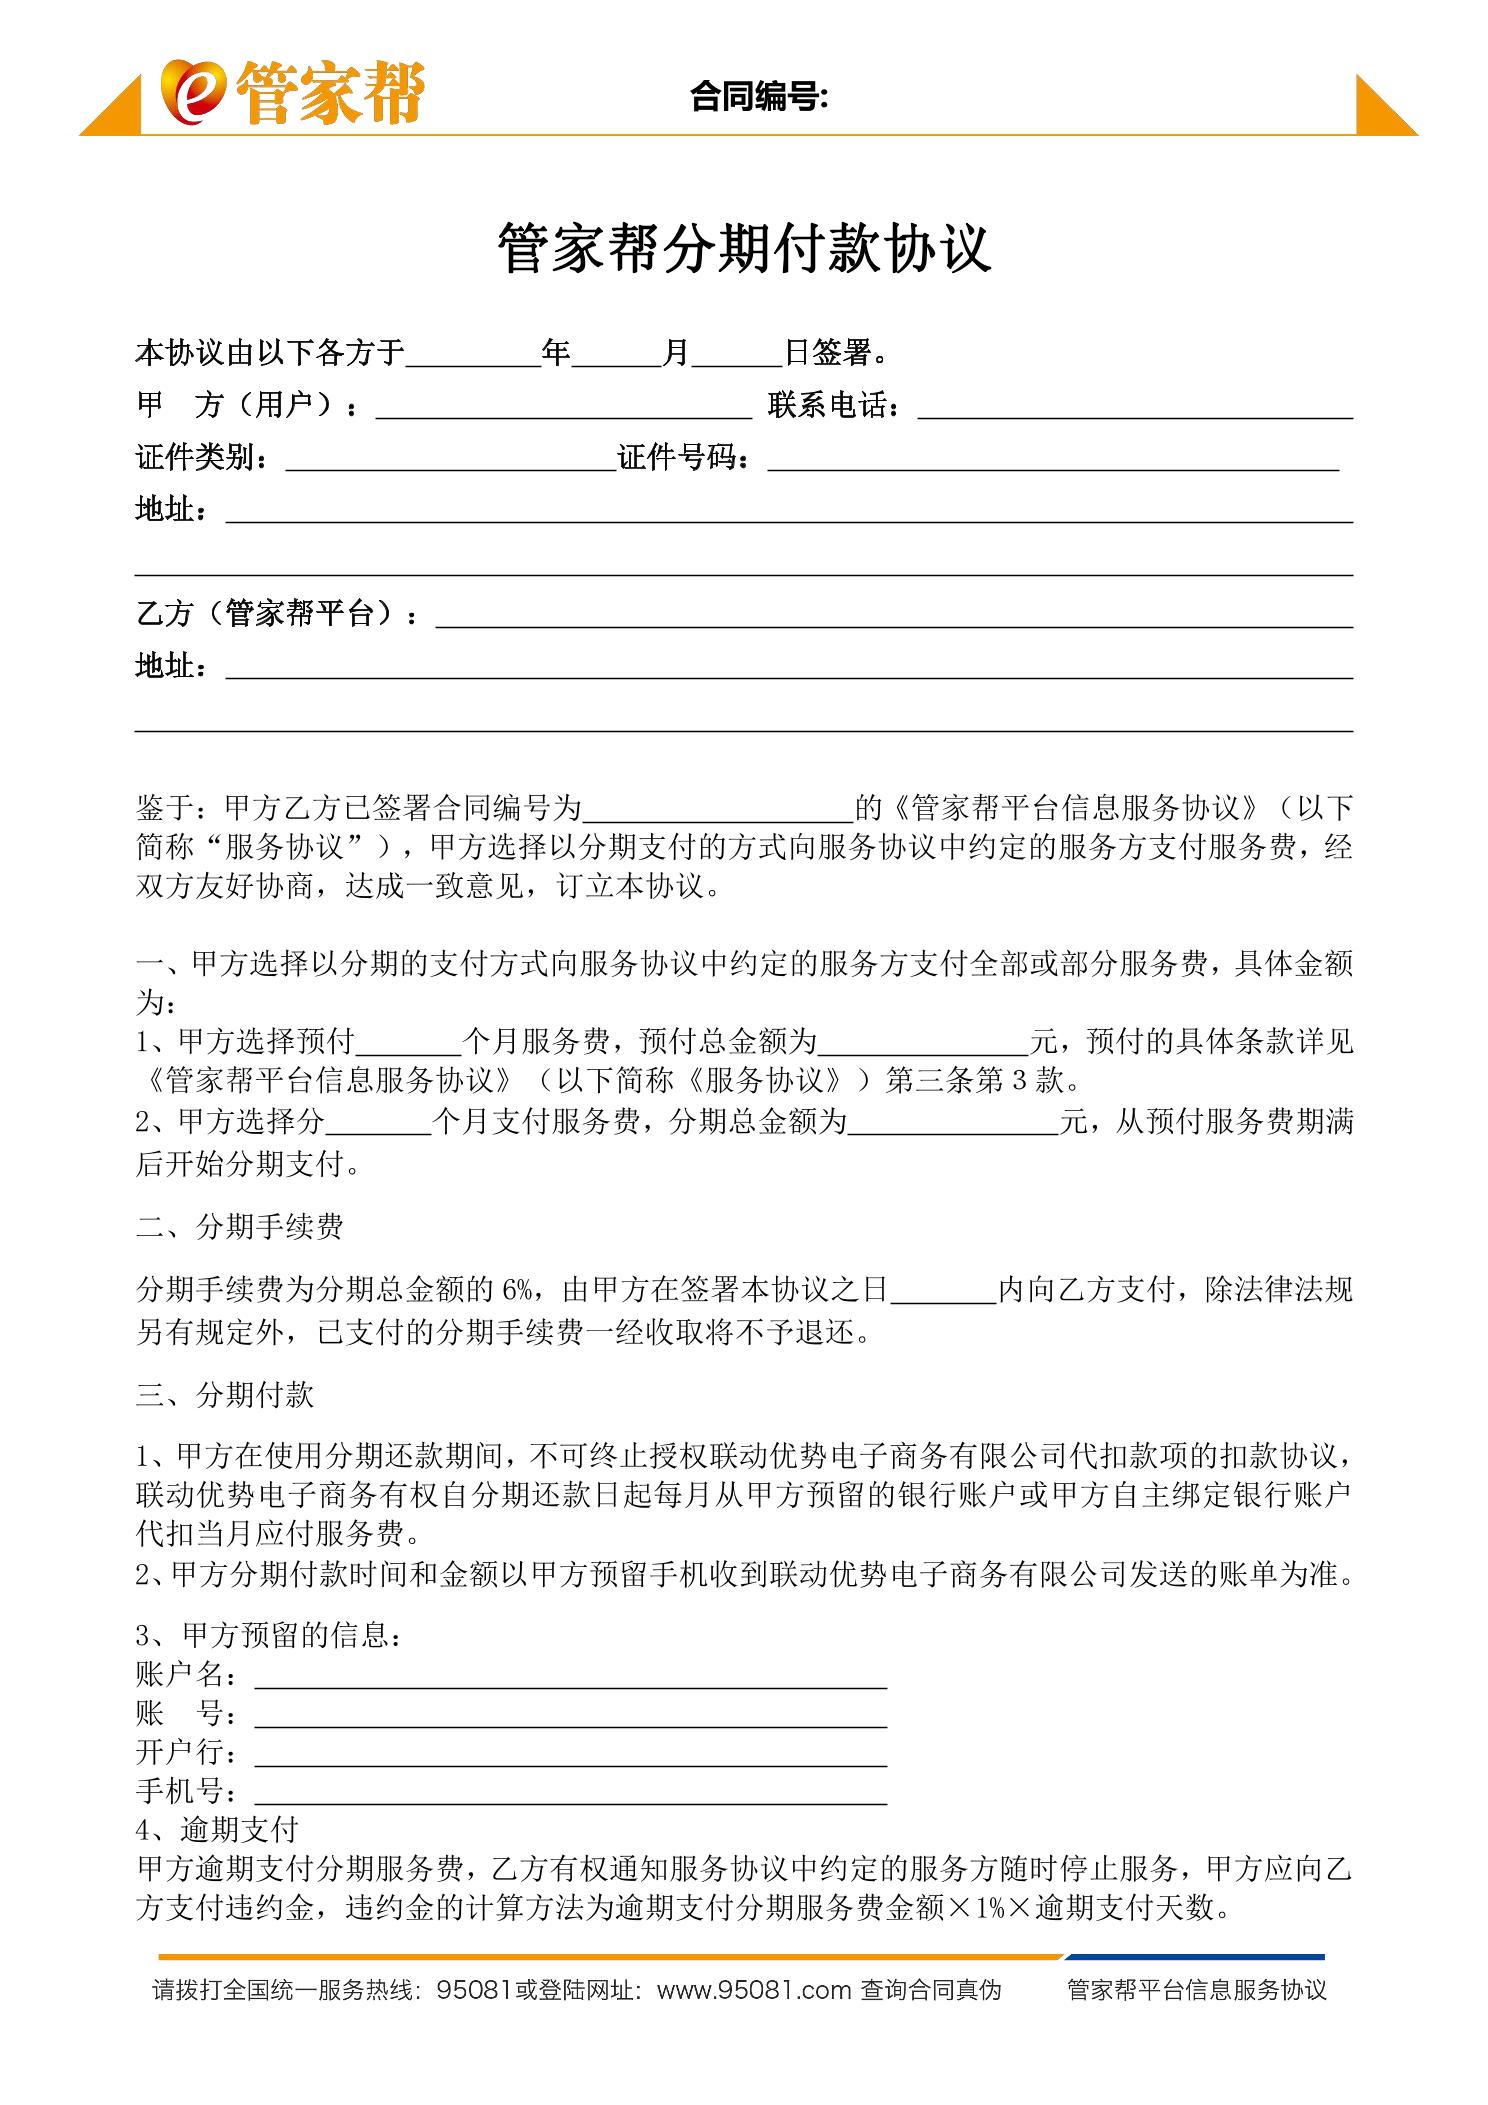 e管家帮
合同编号:
管家帮分期付款协议
本协议由以下各方于_________年______月______日签署。
甲　方（用户）：_________________________ 联系电话：_____________________________
证件类别：______________________证件号码：______________________________________
地址：___________________________________________________________________________
_________________________________________________________________________________
乙方（管家帮平台）：_____________________________________________________________
地址：___________________________________________________________________________
_________________________________________________________________________________
鉴于：甲方乙方已签署合同编号为__________________的《管家帮平台信息服务协议》（以下
简称“服务协议”），甲方选择以分期支付的方式向服务协议中约定的服务方支付服务费，经
双方友好协商，达成一致意见，订立本协议。
一、甲方选择以分期的支付方式向服务协议中约定的服务方支付全部或部分服务费，具体金额
为：
1、甲方选择预付_______个月服务费，预付总金额为______________元，预付的具体条款详见
《管家帮平台信息服务协议》（以下简称《服务协议》）第三条第 3 款。
2、甲方选择分_______个月支付服务费，分期总金额为______________元，从预付服务费期满
后开始分期支付。
二、分期手续费
分期手续费为分期总金额的 6%，由甲方在签署本协议之日_______内向乙方支付，除法律法规
另有规定外，已支付的分期手续费一经收取将不予退还。
三、分期付款
1、甲方在使用分期还款期间，不可终止授权联动优势电子商务有限公司代扣款项的扣款协议，
联动优势电子商务有权自分期还款日起每月从甲方预留的银行账户或甲方自主绑定银行账户
代扣当月应付服务费。
2、甲方分期付款时间和金额以甲方预留手机收到联动优势电子商务有限公司发送的账单为准。
3、甲方预留的信息：
账户名：__________________________________________
账　号：__________________________________________
开户行：__________________________________________
手机号：__________________________________________
4、逾期支付
甲方逾期支付分期服务费，乙方有权通知服务协议中约定的服务方随时停止服务，甲方应向乙
方支付违约金，违约金的计算方法为逾期支付分期服务费金额×1%×逾期支付天数。
请拨打全国统一服务热线：95081或登陆网址：www.95081.com 查询合同真伪　　管家帮平台信息服务协议